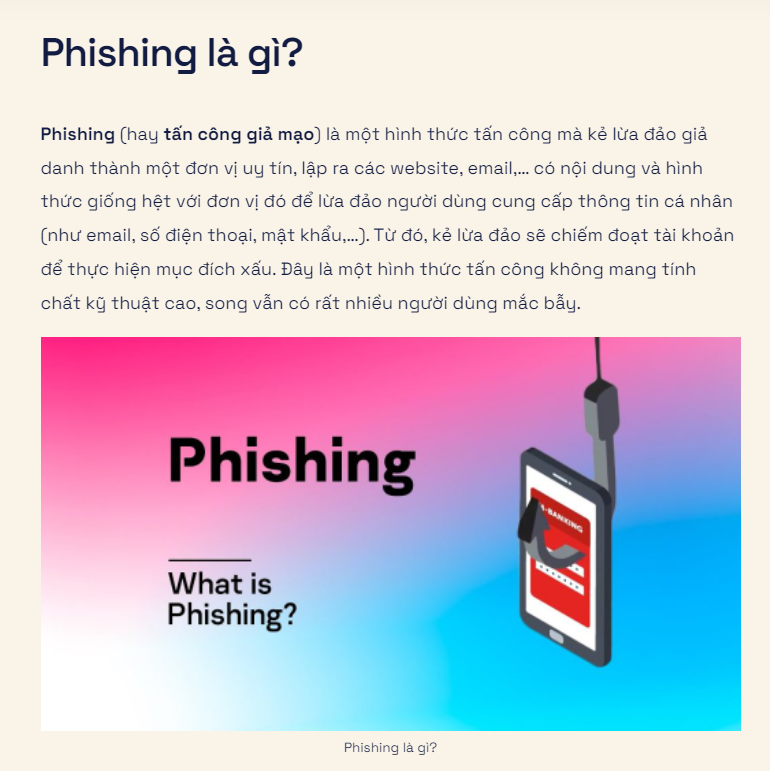 Phishing là gì?
Phishing (hay tấn công giả mạo) là một hình thức tấn công mà kẻ lừa đảo giả
danh thành một đơn vị uy tín, lập ra các website, email,... có nội dung và hình
thức giống hệt với đơn vị đó để lừa đảo người dùng cung cấp thông tin cá nhân
(như email, số điện thoại, mật khẩu,...). Từ đó, kẻ lừa đảo sẽ chiếm đoạt tài khoản
để thực hiện mục đích xấu. Đây là một hình thức tấn công không mang tính
chất kỹ thuật cao, song vẫn có rất nhiều người dùng mắc bẫy.
Phishing
-BANKING
What is
Phishing?
Phishing là gì?